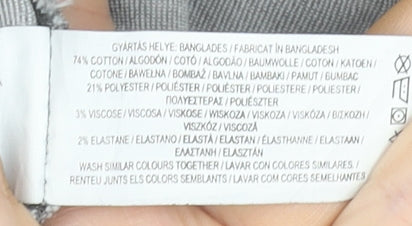 GYÁRTÁS HELYE: BANGLADES / FABRICAT ÎN BANGLADESH
74% COTTON / ALGODÓN / COTÓ / ALGODÃO / BAUMWOLLE / COTON / KATOEN /
COTONE / BAWEŁNA / BOMBAŽ / BAVLNA / BAMBAKI / PAMUT / BUMBAC
21% POLYESTER / POLIÉSTER / POLIÈSTER / POLIESTERE / POLIESTER /
ΠΟΛΥΕΣΤΕΡΑΣ / POLIÉSZTER
3% VISCOSE / VISCOSA / VISKOSE / WISKOZA / VISKOZA / VISKÓZA / ΒΙΣΚΟΖΗ /
VISZKÓZ / VISCOZĂ
2% ELASTANE / ELASTANO / ELASTÀ / ELASTAN / ÉLASTHANNE / ELASTAAN /
ΕΛΑΣΤΑΝΗ / ELASZTÁN
WASH SIMILAR COLOURS TOGETHER / LAVAR CON COLORES SIMILARES /
RENTEU JUNTS ELS COLORS SEMBLANTS / LAVAR COM CORES SEMELHANTES /